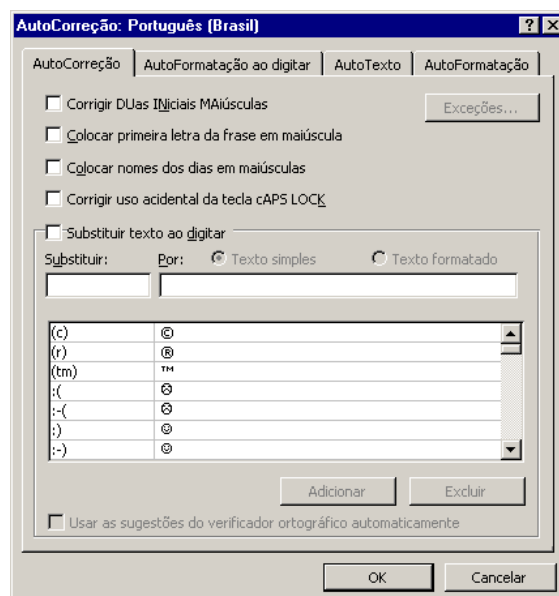 AutoCorreção: Português (Brasil)
AutoCorreção AutoFormatação ao digitar AutoTexto AutoFormatação
Corrigir DUas INiciais MAiúsculas Exceções...
Colocar primeira letra da frase em maiúscula
Colocar nomes dos dias em maiúsculas
Corrigir uso acidental da tecla cAPS LOCK
Substituir texto ao digitar
Substituir: Por: Texto simples Texto formatado
(c) ©
(r) ®
(tm) ™
:( ☹
:-( ☹
:) ☺
:-) ☺
Adicionar Excluir
Usar as sugestões do verificador ortográfico automaticamente
OK Cancelar